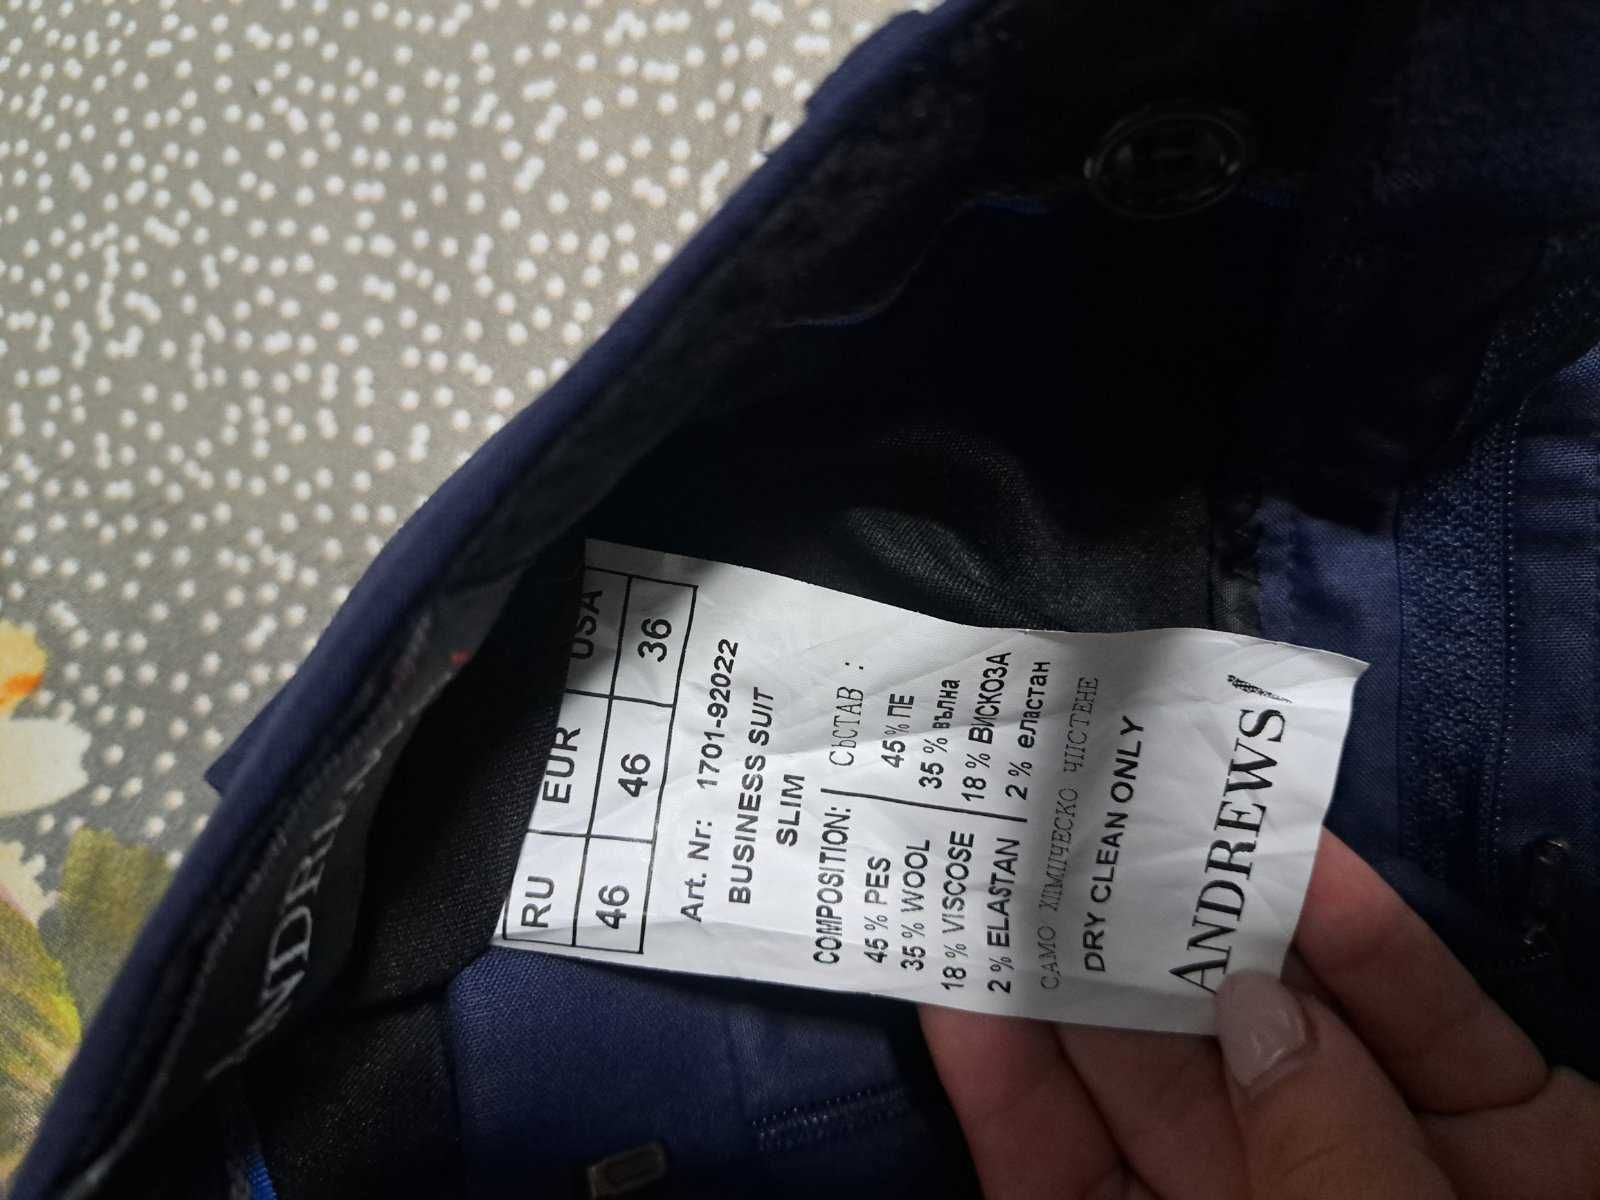 RU EUR USA
46 46 36
Art. Nr: 1701-92022
BUSINESS SUIT
SLIM
COMPOSITION: СЪСТАВ :
45 % PES 45 % ПЕ
35 % WOOL 35 % вълна
18 % VISCOSE 18 % ВИСКОЗА
2 % ELASTAN 2 % еластан
САМО ХИМИЧЕСКО ЧИСТЕНЕ
DRY CLEAN ONLY
ANDREWS